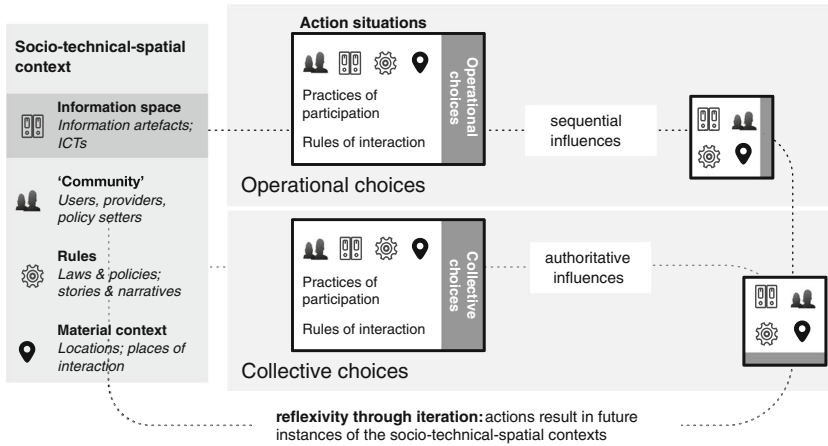 Socio-technical-spatial
context
Information space
Information artefacts;
ICTs
‘Community’
Users, providers,
policy setters
Rules
Laws & policies;
stories & narratives
Material context
Locations; places of
interaction
Action situations
Practices of
participation
Rules of interaction
Operational
choices
Operational choices
sequential
influences
Practices of
participation
Rules of interaction
Collective
choices
Collective choices
authoritative
influences
reflexivity through iteration: actions result in future
instances of the socio-technical-spatial contexts